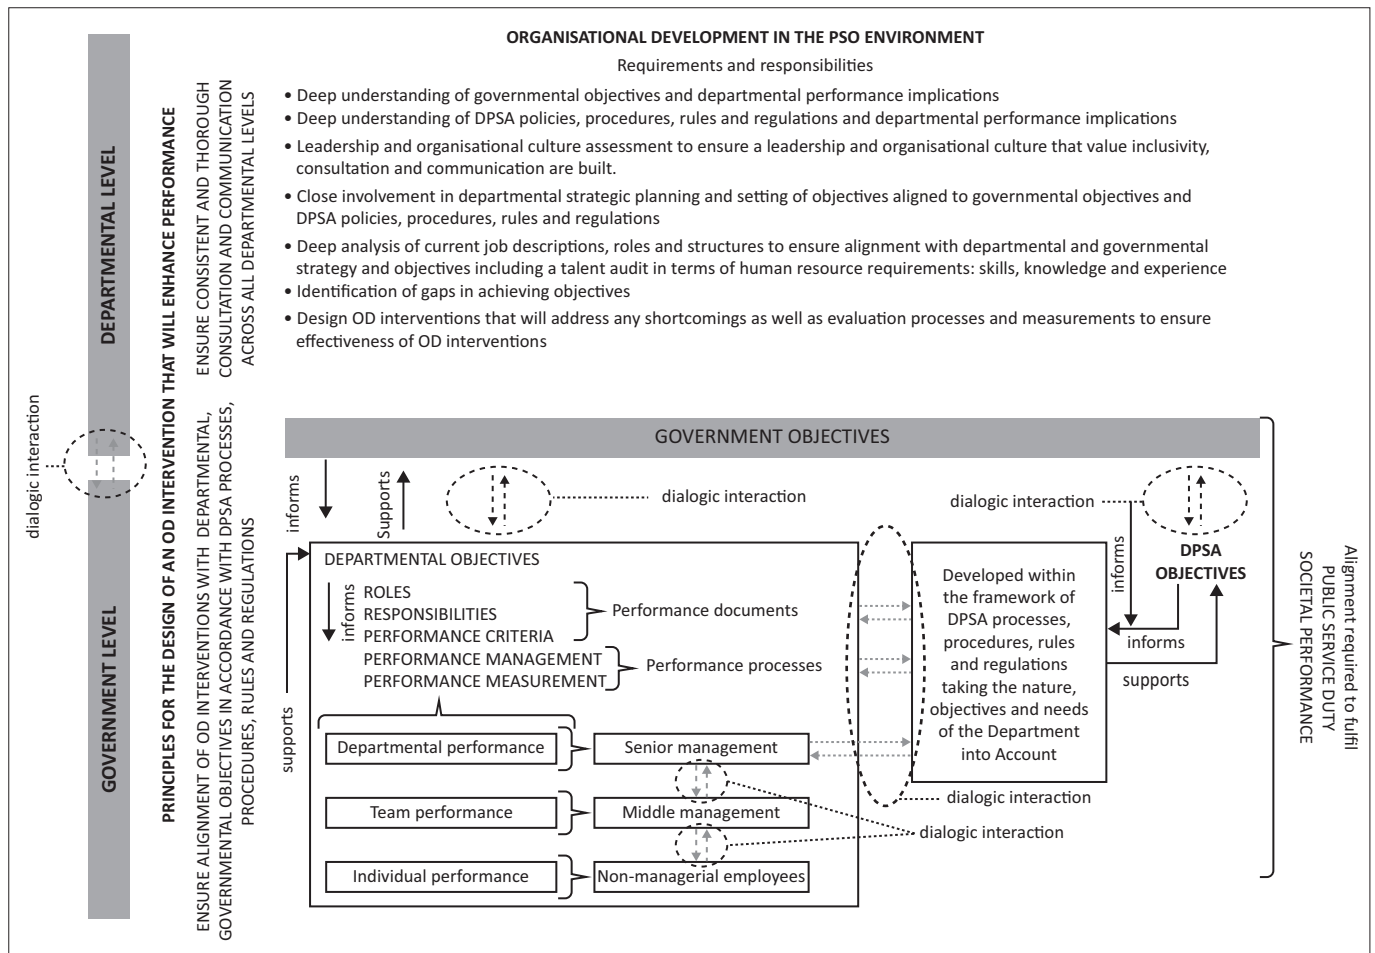 ORGANISATIONAL DEVELOPMENT IN THE PSO ENVIRONMENT
Requirements and responsibilities
• Deep understanding of governmental objectives and departmental performance implications
• Deep understanding of DPSA policies, procedures, rules and regulations and departmental performance implications
• Leadership and organisational culture assessment to ensure a leadership and organisational culture that value inclusivity,
consultation and communication are built.
• Close involvement in departmental strategic planning and setting of objectives aligned to governmental objectives and
DPSA policies, procedures, rules and regulations
• Deep analysis of current job descriptions, roles and structures to ensure alignment with departmental and governmental
strategy and objectives including a talent audit in terms of human resource requirements: skills, knowledge and experience
• Identification of gaps in achieving objectives
• Design OD interventions that will address any shortcomings as well as evaluation processes and measurements to ensure
effectiveness of OD interventions
dialogic interaction
DEPARTMENTAL LEVEL
GOVERNMENT LEVEL
PRINCIPLES FOR THE DESIGN OF AN OD INTERVENTION THAT WILL ENHANCE PERFORMANCE
ENSURE CONSISTENT AND THOROUGH
CONSULTATION AND COMMUNICATION
ACROSS ALL DEPARTMENTAL LEVELS
ENSURE ALIGNMENT OF OD INTERVENTIONS WITH DEPARTMENTAL,
GOVERNMENTAL OBJECTIVES IN ACCORDANCE WITH DPSA PROCESSES,
PROCEDURES, RULES AND REGULATIONS
GOVERNMENT OBJECTIVES
informs
Supports
dialogic interaction
dialogic interaction
supports
DEPARTMENTAL OBJECTIVES
informs
ROLES
RESPONSIBILITIES
PERFORMANCE CRITERIA
Performance documents
PERFORMANCE MANAGEMENT
PERFORMANCE MEASUREMENT
Performance processes
Departmental performance
Senior management
Team performance
Middle management
Individual performance
Non-managerial employees
Developed within
the framework of
DPSA processes,
procedures, rules
and regulations
taking the nature,
objectives and needs
of the Department
into Account
informs
DPSA
OBJECTIVES
informs
supports
dialogic interaction
dialogic interaction
Alignment required to fulfil
PUBLIC SERVICE DUTY
SOCIETAL PERFORMANCE